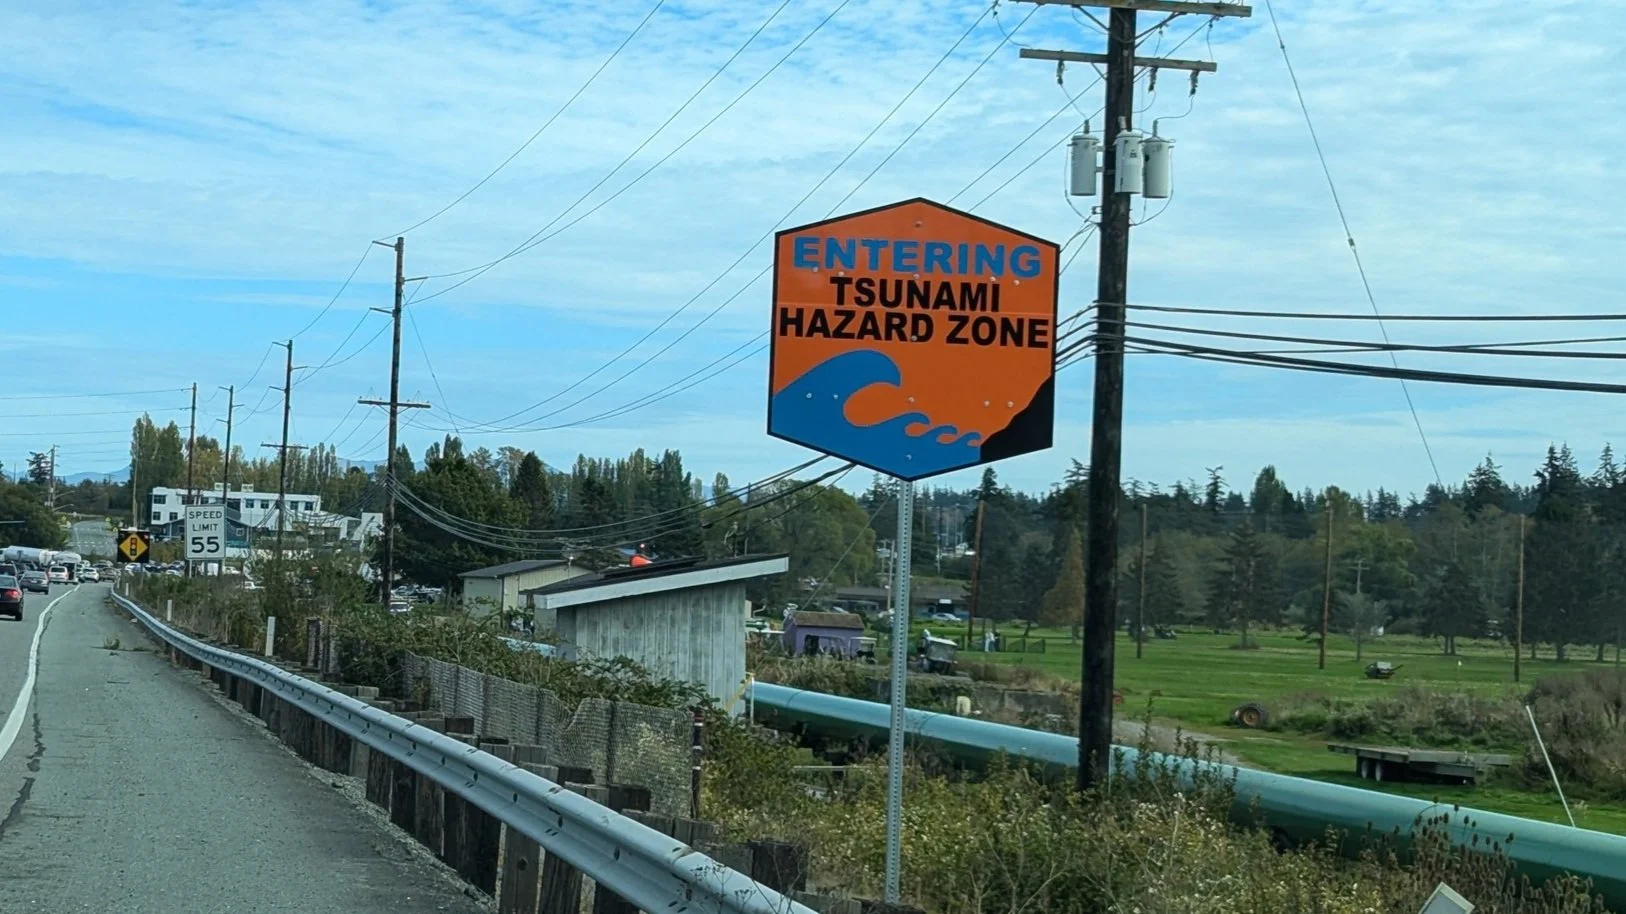 ENTERING
TSUNAMI
HAZARD ZONE
SPEED
LIMIT
55